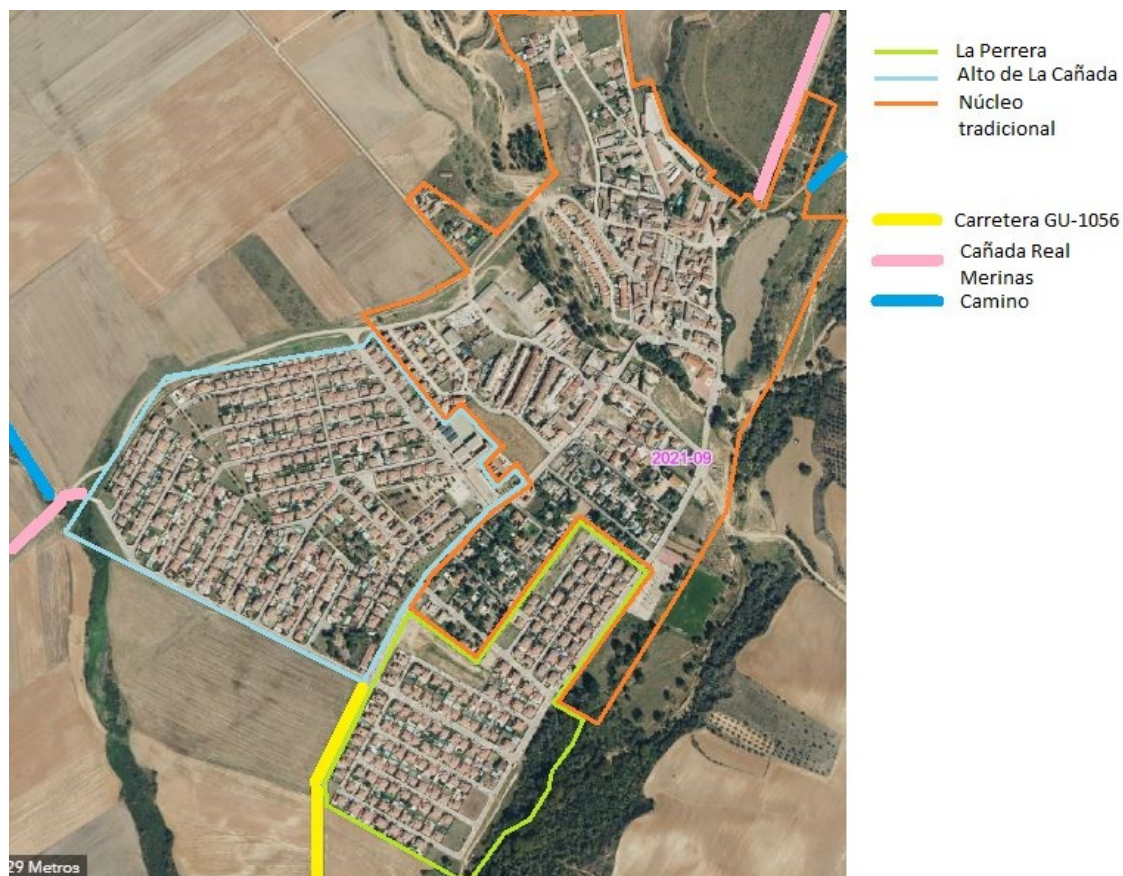 La Perrera
Alto de La Cañada
Núcleo
tradicional
Carretera GU-1056
Cañada Real
Merinas
Camino
2021-09
29 Metros